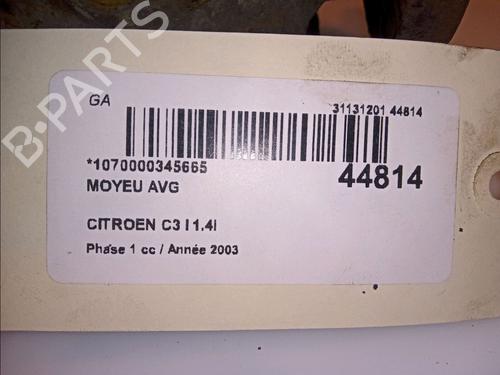 B-PARTS
GA
31131201 44814
*1070000345665
44814
MOYEU AVG
CITROEN C3 I 1.4i
Phase 1 cc / Année 2003